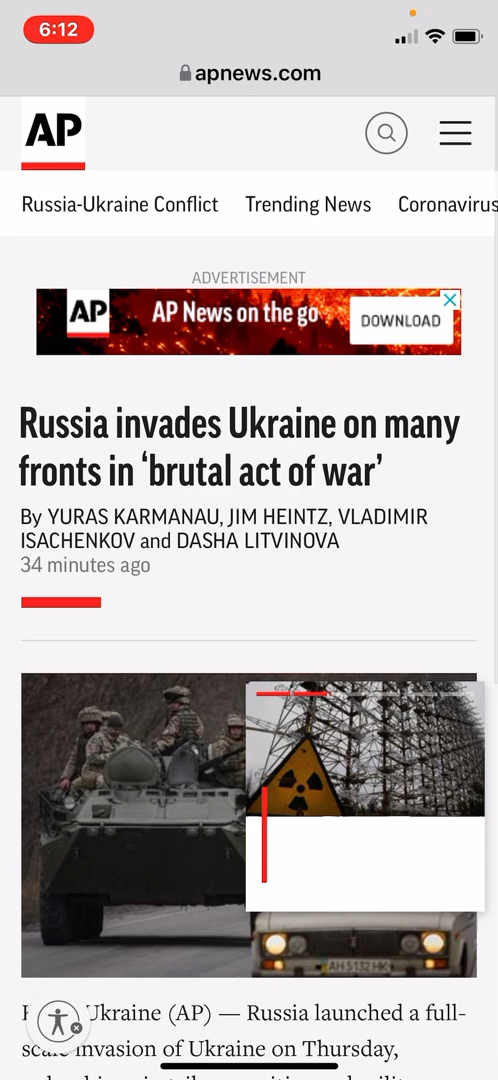 6:12
apnews.com
AP
Russia-Ukraine Conflict Trending News Coronavirus
ADVERTISEMENT
AP AP News on the go DOWNLOAD
Russia invades Ukraine on many
fronts in ‘brutal act of war’
By YURAS KARMANAU, JIM HEINTZ, VLADIMIR
ISACHENKOV and DASHA LITVINOVA
34 minutes ago
AH5132HK
Ukraine (AP) — Russia launched a full-
scale invasion of Ukraine on Thursday,